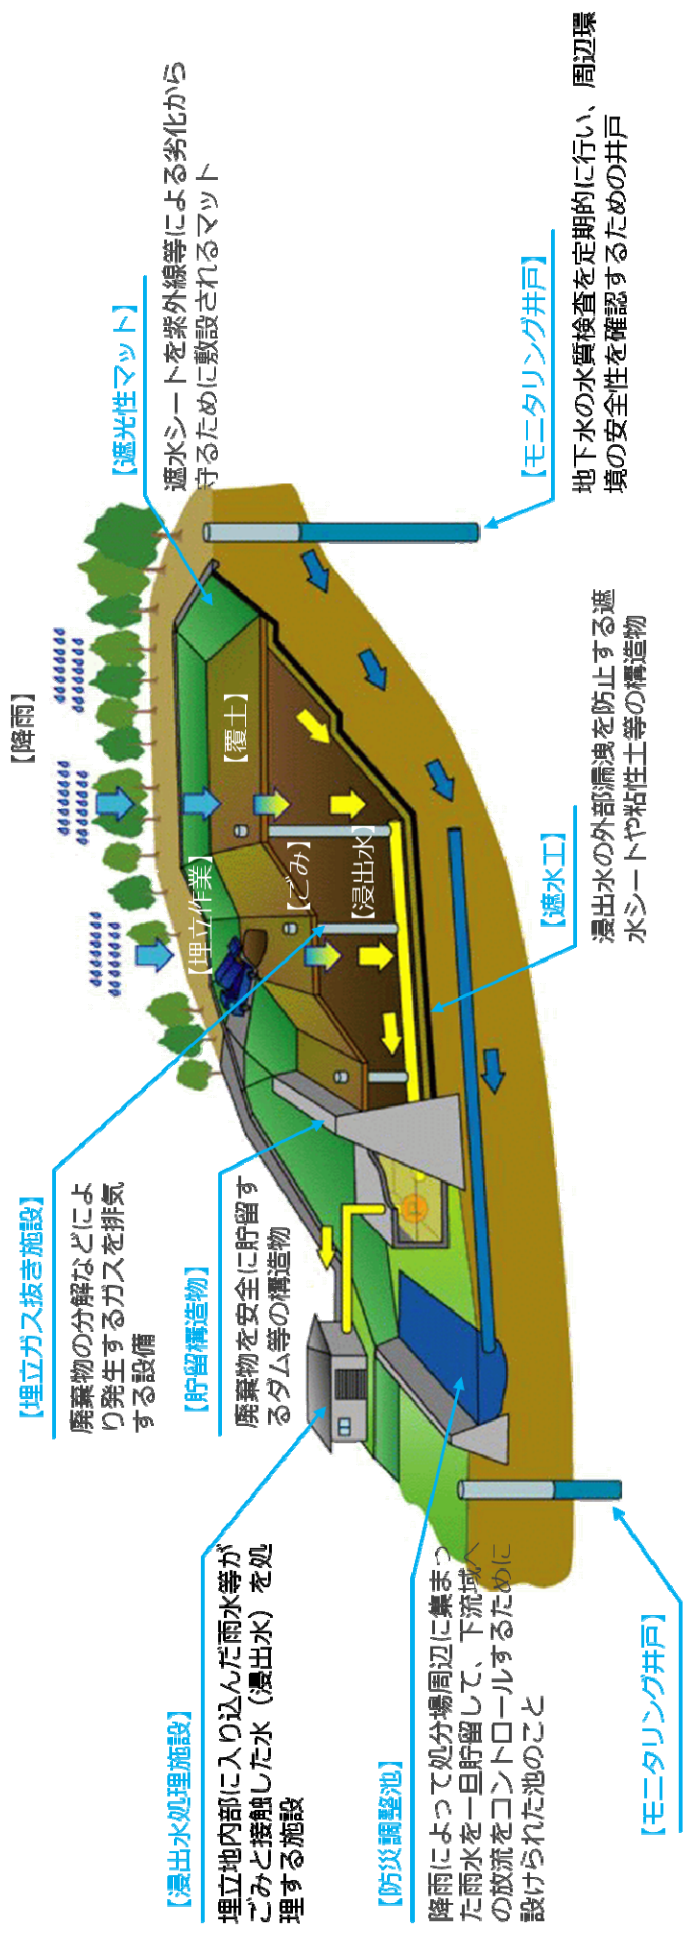 【降雨】
【埋立ガス抜き施設】
廃棄物の分解などによ
り発生するガスを排気
する設備
【遮光性マット】
遮水シートを紫外線等による劣化から
守るために敷設されるマット
【貯留構造物】
廃棄物を安全に貯留す
るダム等の構造物
【埋立作業】
【覆土】
【ごみ】
【浸出水】
【浸出水処理施設】
埋立地内部に入り込んだ雨水等が
ごみと接触した水（浸出水）を処
理する施設
P
【モニタリング井戸】
地下水の水質検査を定期的に行い、周辺環
境の安全性を確認するための井戸
【遮水工】
浸出水の外部漏洩を防止する遮
水シートや粘性土等の構造物
【防災調整池】
降雨によって処分場周辺に集まっ
た雨水を一旦貯留して、下流域へ
の放流をコントロールするために
設けられた池のこと
【モニタリング井戸】